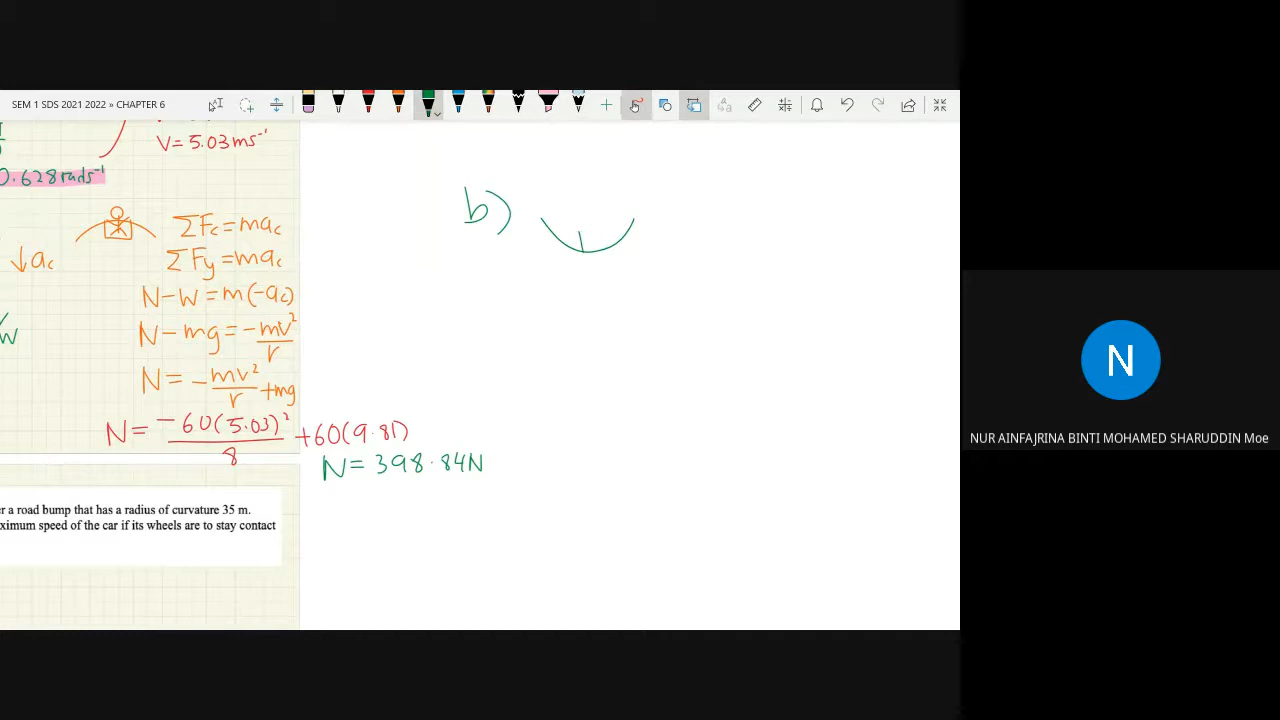 SEM 1 SDS 2021 2022 » CHAPTER 6
V = 5.03 ms⁻¹
0.628 rads⁻¹
b)
ΣFc = mac
↓ac
ΣFy = mac
N − W = m(−ac)
W
N − mg = −mv²/r
N = −mv²/r + mg
N = −60(5.03)²/8 + 60(9.81)
N = 398.84N
er a road bump that has a radius of curvature 35 m.
ximum speed of the car if its wheels are to stay contact
N
NUR AINFAJRINA BINTI MOHAMED SHARUDDIN Moe